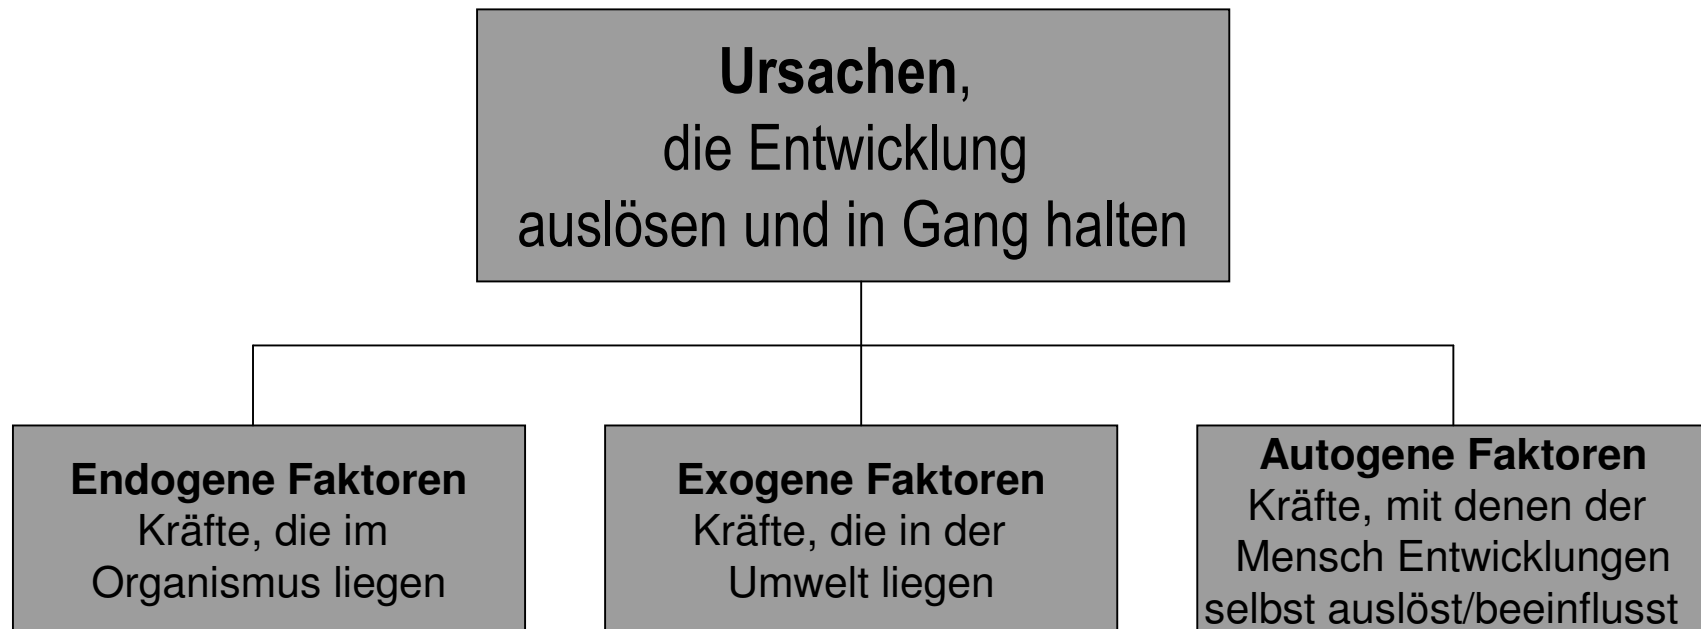 Ursachen,
die Entwicklung
auslösen und in Gang halten
Endogene Faktoren
Kräfte, die im
Organismus liegen
Exogene Faktoren
Kräfte, die in der
Umwelt liegen
Autogene Faktoren
Kräfte, mit denen der
Mensch Entwicklungen
selbst auslöst/beeinflusst